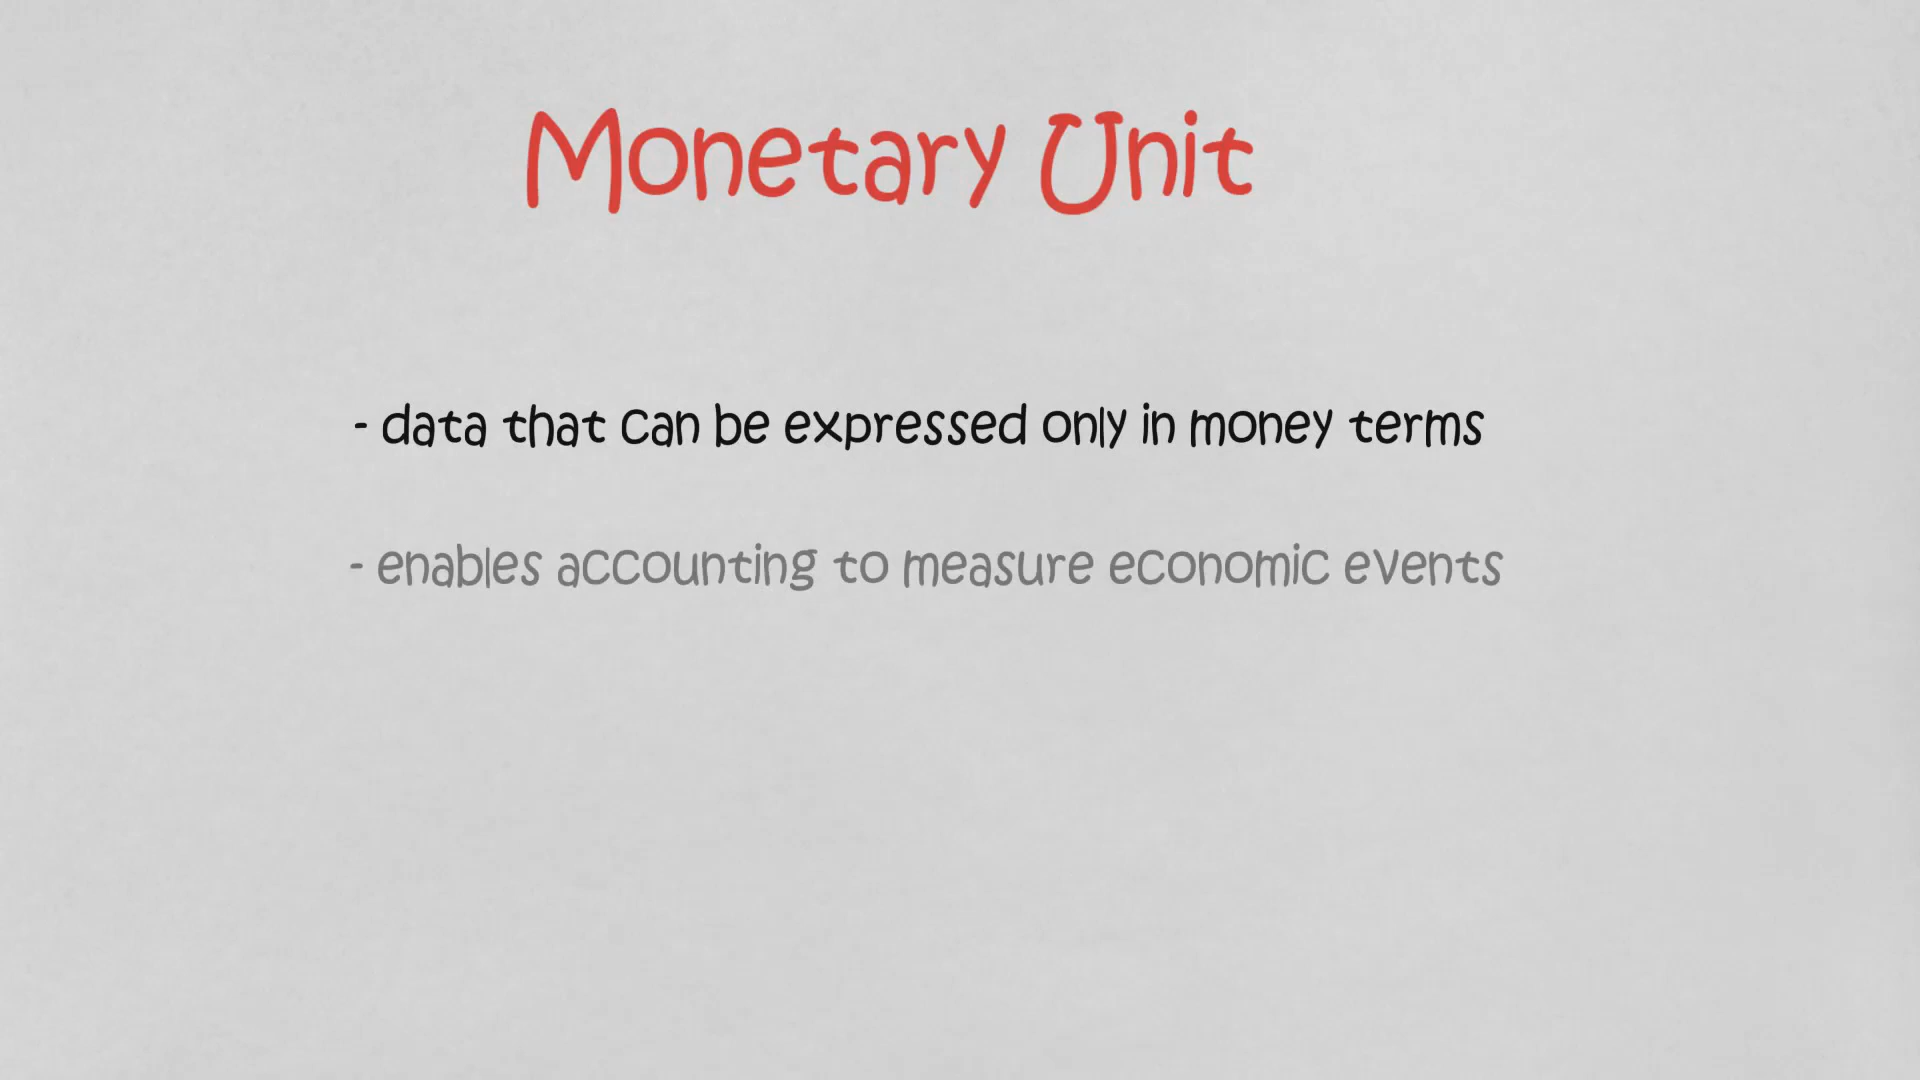 Monetary Unit
- data that can be expressed only in money terms
- enables accounting to measure economic events